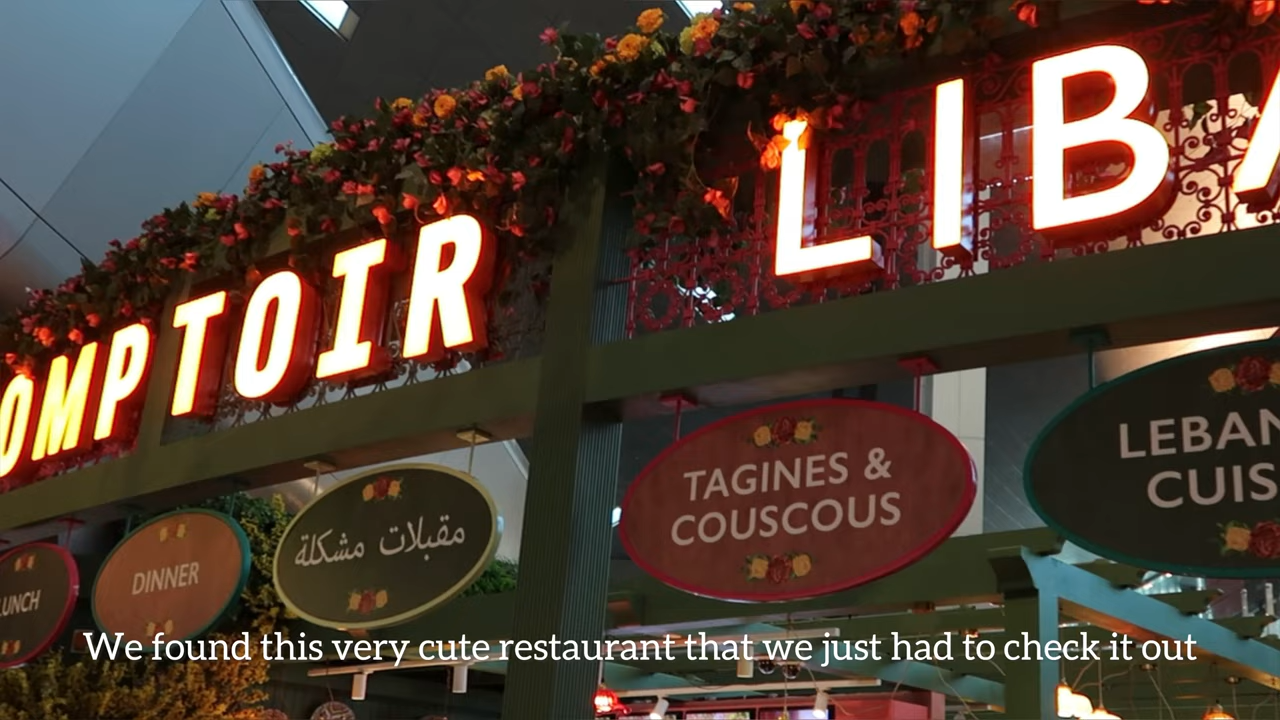 OMPTOIR LIBA
TAGINES &
COUSCOUS
LEBAN
CUIS
مقبلات مشكلة
DINNER
LUNCH
We found this very cute restaurant that we just had to check it out